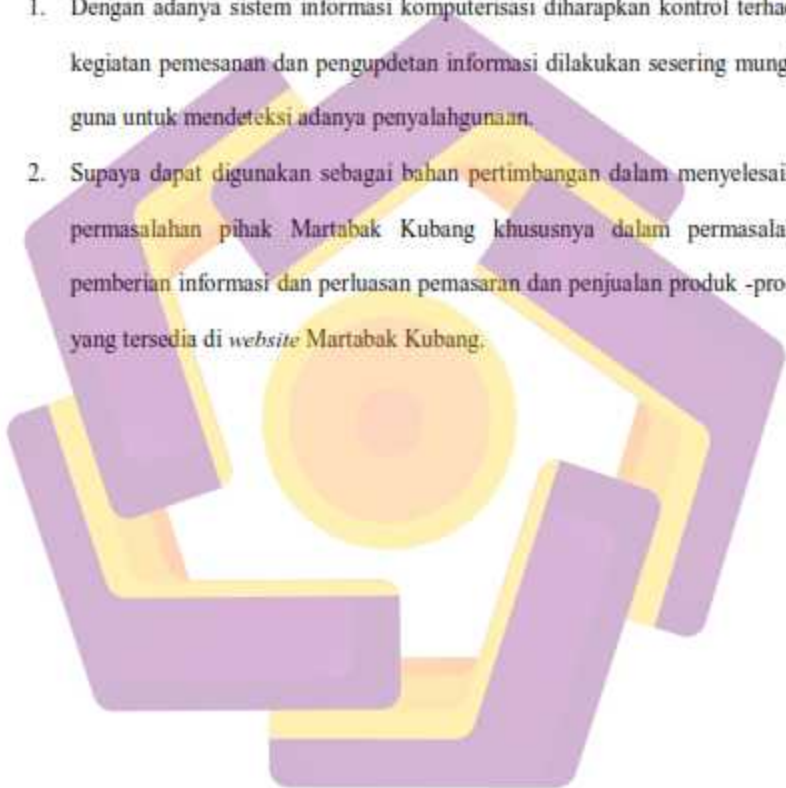 1. Dengan adanya sistem informasi komputerisasi diharapkan kontrol terha
kegiatan pemesanan dan pengupdetan informasi dilakukan sesering mung
guna untuk mendeteksi adanya penyalahgunaan.
2. Supaya dapat digunakan sebagai bahan pertimbangan dalam menyelesai
permasalahan pihak Martabak Kubang khususnya dalam permasala
pemberian informasi dan perluasan pemasaran dan penjualan produk -pro
yang tersedia di website Martabak Kubang.